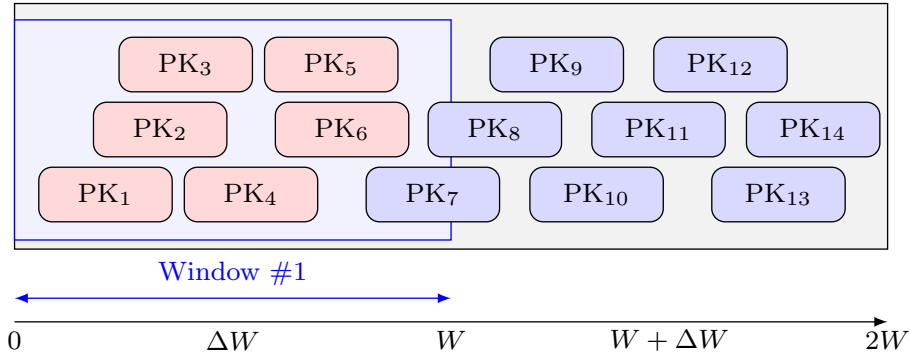 PK₃ PK₅ PK₉ PK₁₂
PK₂ PK₆ PK₈ PK₁₁ PK₁₄
PK₁ PK₄ PK₇ PK₁₀ PK₁₃
Window #1
0 ΔW W W + ΔW 2W